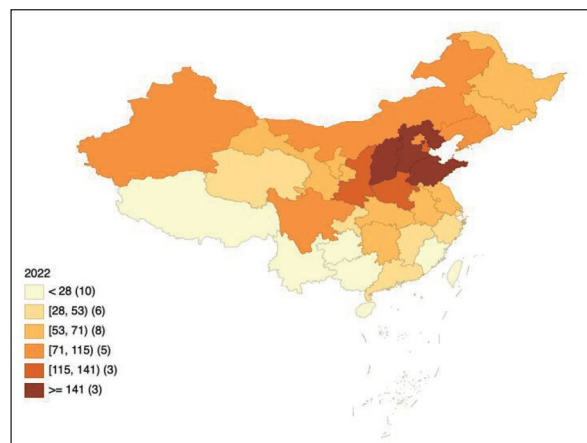 2022
< 28 (10)
[28, 53) (6)
[53, 71) (8)
[71, 115) (5)
[115, 141) (3)
>= 141 (3)